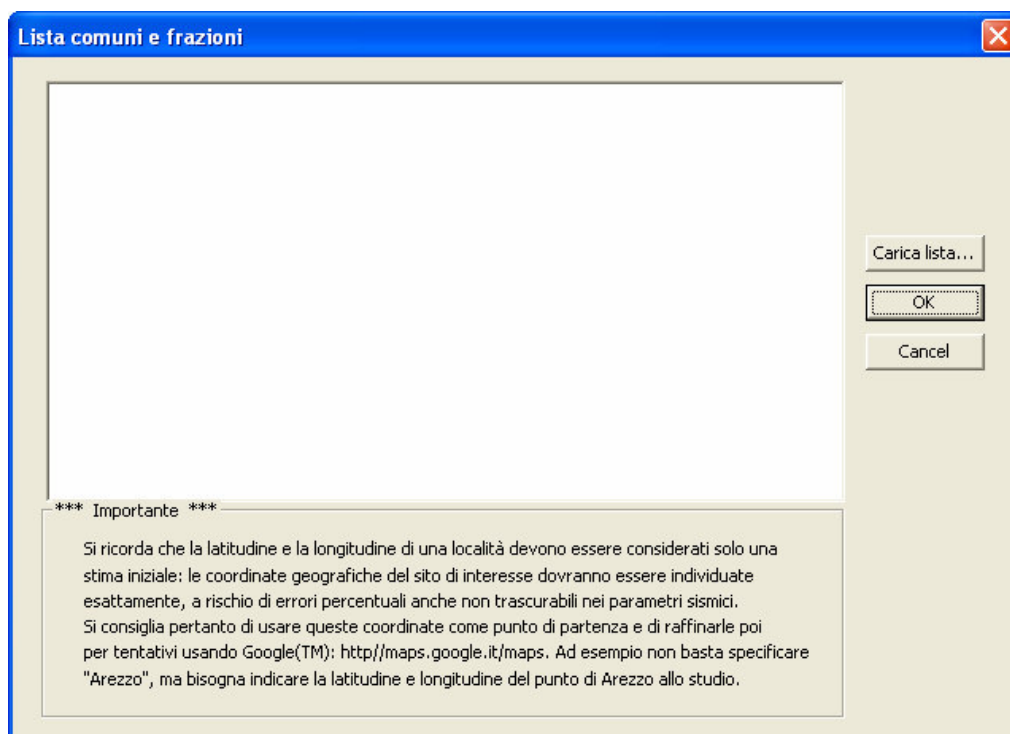 Lista comuni e frazioni
Carica lista...
OK
Cancel
*** Importante ***
Si ricorda che la latitudine e la longitudine di una località devono essere considerati solo una
stima iniziale: le coordinate geografiche del sito di interesse dovranno essere individuate
esattamente, a rischio di errori percentuali anche non trascurabili nei parametri sismici.
Si consiglia pertanto di usare queste coordinate come punto di partenza e di raffinarle poi
per tentativi usando Google(TM): http//maps.google.it/maps. Ad esempio non basta specificare
"Arezzo", ma bisogna indicare la latitudine e longitudine del punto di Arezzo allo studio.